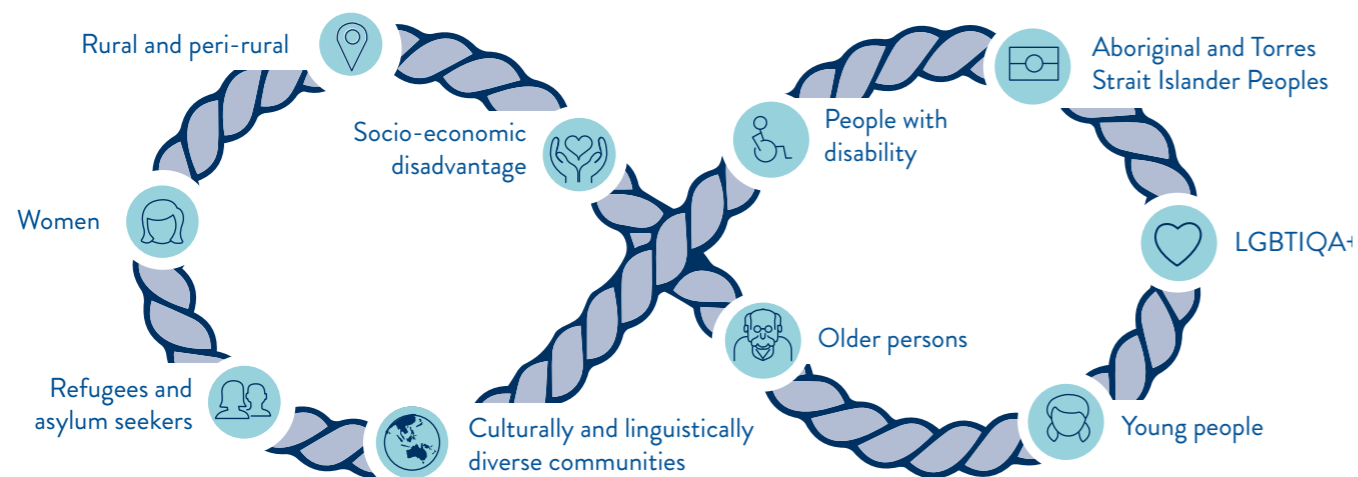 Rural and peri-rural
Socio-economic
disadvantage
Women
Refugees and
asylum seekers
Culturally and linguistically
diverse communities
People with
disability
Aboriginal and Torres
Strait Islander Peoples
LGBTIQA+
Older persons
Young people